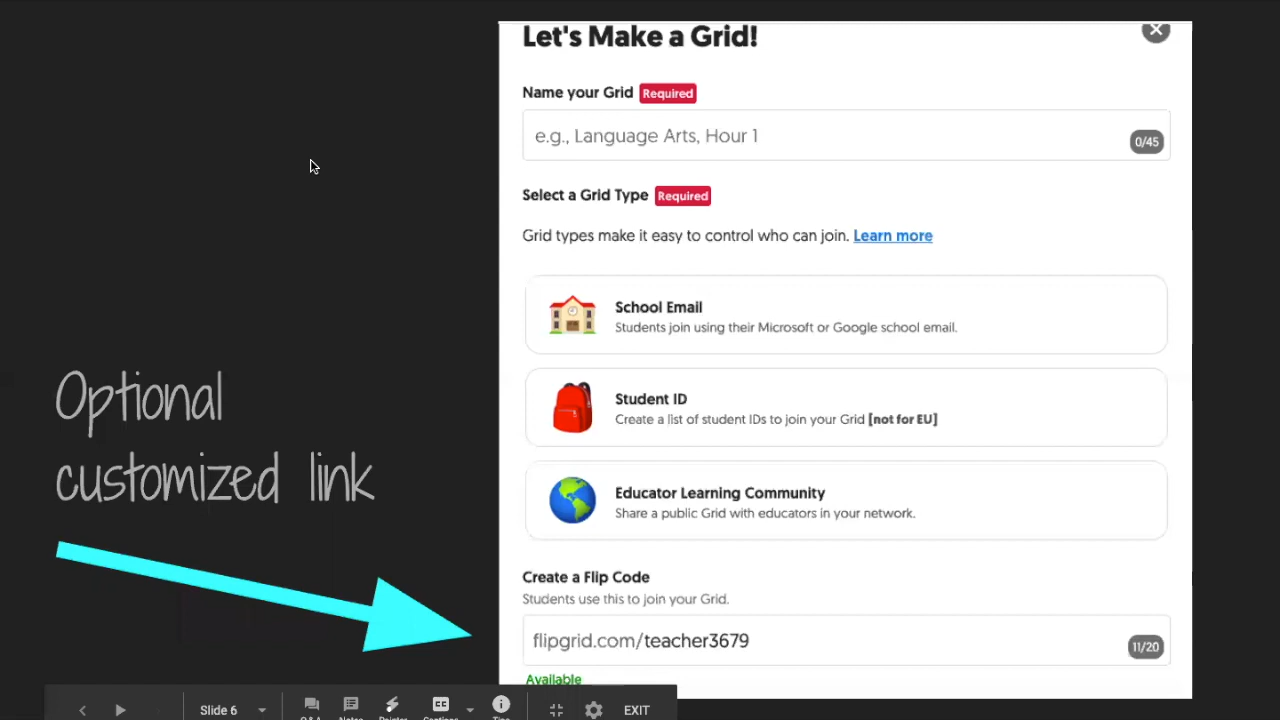 Let's Make a Grid!
Name your Grid Required
e.g., Language Arts, Hour 1
0/45
Select a Grid Type Required
Grid types make it easy to control who can join. Learn more
School Email
Students join using their Microsoft or Google school email.
Student ID
Create a list of student IDs to join your Grid [not for EU]
Educator Learning Community
Share a public Grid with educators in your network.
Optional
customized link
Create a Flip Code
Students use this to join your Grid.
flipgrid.com/teacher3679
11/20
Available
Slide 6
EXIT